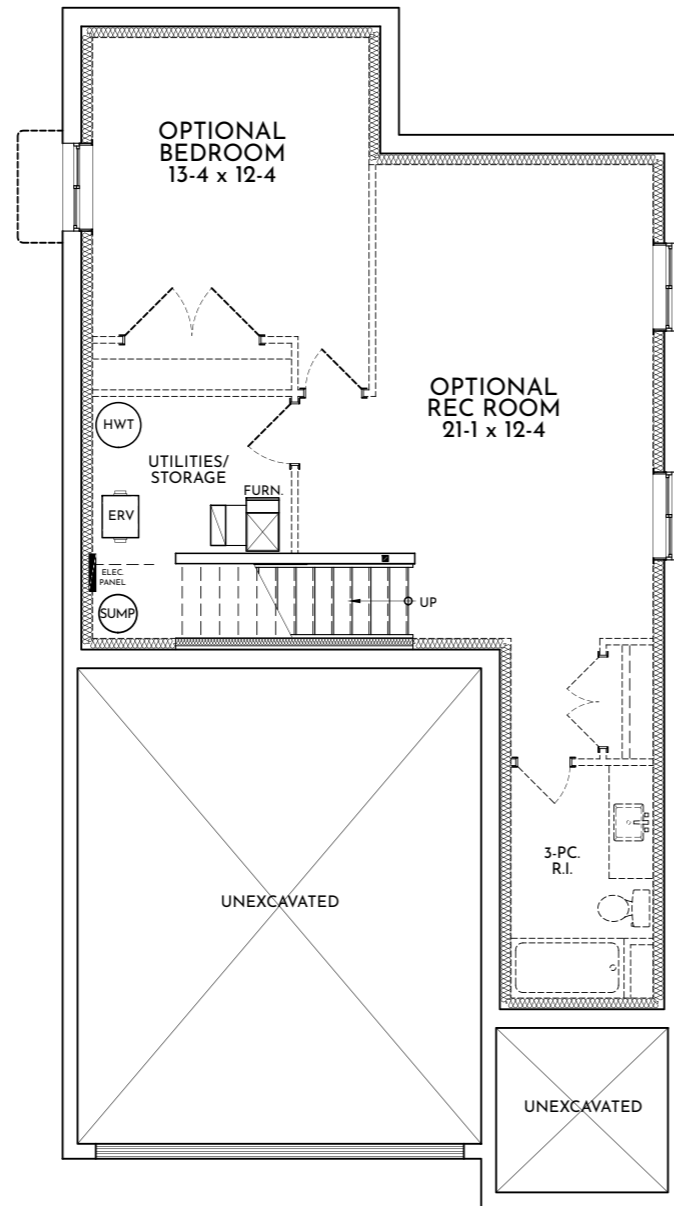 OPTIONAL
BEDROOM
13-4 x 12-4
OPTIONAL
REC ROOM
21-1 x 12-4
HWT
UTILITIES/
STORAGE
FURN.
ERV
ELEC.
PANEL
SUMP
UP
3-PC.
R.I.
UNEXCAVATED
UNEXCAVATED